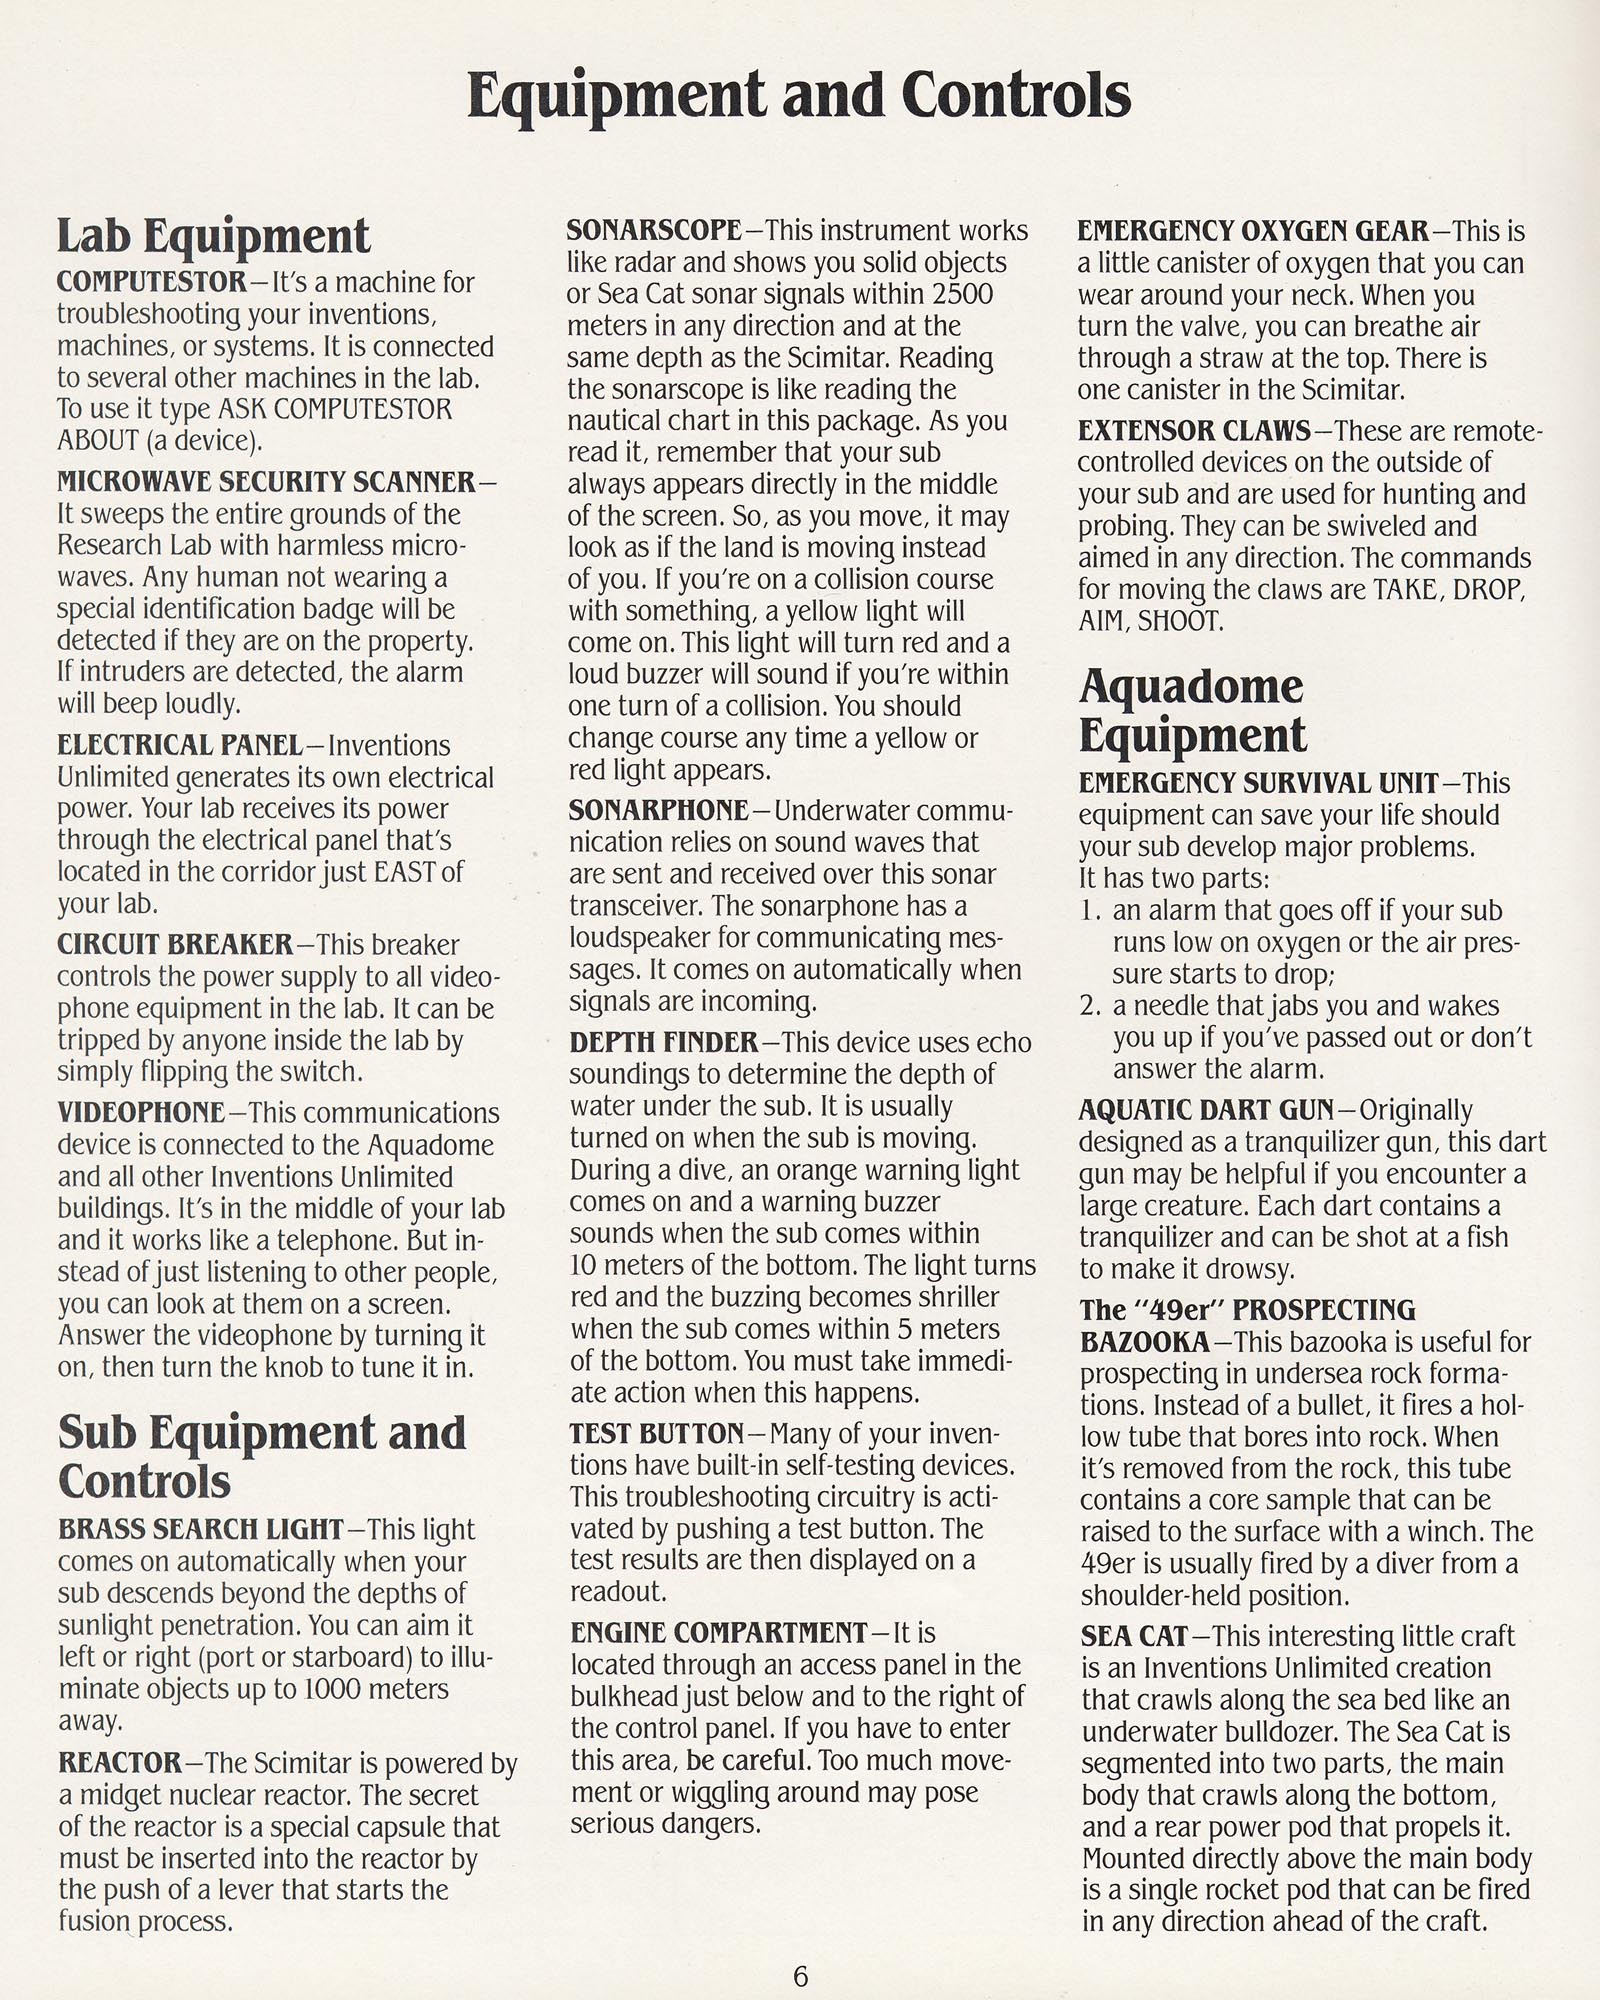 Equipment and Controls
Lab Equipment
COMPUTESTOR—It's a machine for
troubleshooting your inventions,
machines, or systems. It is connected
to several other machines in the lab.
To use it type ASK COMPUTESTOR
ABOUT (a device).
MICROWAVE SECURITY SCANNER—
It sweeps the entire grounds of the
Research Lab with harmless micro-
waves. Any human not wearing a
special identification badge will be
detected if they are on the property.
If intruders are detected, the alarm
will beep loudly.
ELECTRICAL PANEL—Inventions
Unlimited generates its own electrical
power. Your lab receives its power
through the electrical panel that's
located in the corridor just EAST of
your lab.
CIRCUIT BREAKER—This breaker
controls the power supply to all video-
phone equipment in the lab. It can be
tripped by anyone inside the lab by
simply flipping the switch.
VIDEOPHONE—This communications
device is connected to the Aquadome
and all other Inventions Unlimited
buildings. It's in the middle of your lab
and it works like a telephone. But in-
stead of just listening to other people,
you can look at them on a screen.
Answer the videophone by turning it
on, then turn the knob to tune it in.
Sub Equipment and
Controls
BRASS SEARCH LIGHT—This light
comes on automatically when your
sub descends beyond the depths of
sunlight penetration. You can aim it
left or right (port or starboard) to illu-
minate objects up to 1000 meters
away.
REACTOR—The Scimitar is powered by
a midget nuclear reactor. The secret
of the reactor is a special capsule that
must be inserted into the reactor by
the push of a lever that starts the
fusion process.
SONARSCOPE—This instrument works
like radar and shows you solid objects
or Sea Cat sonar signals within 2500
meters in any direction and at the
same depth as the Scimitar. Reading
the sonarscope is like reading the
nautical chart in this package. As you
read it, remember that your sub
always appears directly in the middle
of the screen. So, as you move, it may
look as if the land is moving instead
of you. If you're on a collision course
with something, a yellow light will
come on. This light will turn red and a
loud buzzer will sound if you're within
one turn of a collision. You should
change course any time a yellow or
red light appears.
SONARPHONE—Underwater commu-
nication relies on sound waves that
are sent and received over this sonar
transceiver. The sonarphone has a
loudspeaker for communicating mes-
sages. It comes on automatically when
signals are incoming.
DEPTH FINDER—This device uses echo
soundings to determine the depth of
water under the sub. It is usually
turned on when the sub is moving.
During a dive, an orange warning light
comes on and a warning buzzer
sounds when the sub comes within
10 meters of the bottom. The light turns
red and the buzzing becomes shriller
when the sub comes within 5 meters
of the bottom. You must take immedi-
ate action when this happens.
TEST BUTTON—Many of your inven-
tions have built-in self-testing devices.
This troubleshooting circuitry is acti-
vated by pushing a test button. The
test results are then displayed on a
readout.
ENGINE COMPARTMENT—It is
located through an access panel in the
bulkhead just below and to the right of
the control panel. If you have to enter
this area, be careful. Too much move-
ment or wiggling around may pose
serious dangers.
EMERGENCY OXYGEN GEAR—This is
a little canister of oxygen that you can
wear around your neck. When you
turn the valve, you can breathe air
through a straw at the top. There is
one canister in the Scimitar.
EXTENSOR CLAWS—These are remote-
controlled devices on the outside of
your sub and are used for hunting and
probing. They can be swiveled and
aimed in any direction. The commands
for moving the claws are TAKE, DROP,
AIM, SHOOT.
Aquadome
Equipment
EMERGENCY SURVIVAL UNIT—This
equipment can save your life should
your sub develop major problems.
It has two parts:
1. an alarm that goes off if your sub
runs low on oxygen or the air pres-
sure starts to drop;
2. a needle that jabs you and wakes
you up if you've passed out or don't
answer the alarm.
AQUATIC DART GUN—Originally
designed as a tranquilizer gun, this dart
gun may be helpful if you encounter a
large creature. Each dart contains a
tranquilizer and can be shot at a fish
to make it drowsy.
The "49er" PROSPECTING
BAZOOKA—This bazooka is useful for
prospecting in undersea rock forma-
tions. Instead of a bullet, it fires a hol-
low tube that bores into rock. When
it's removed from the rock, this tube
contains a core sample that can be
raised to the surface with a winch. The
49er is usually fired by a diver from a
shoulder-held position.
SEA CAT—This interesting little craft
is an Inventions Unlimited creation
that crawls along the sea bed like an
underwater bulldozer. The Sea Cat is
segmented into two parts, the main
body that crawls along the bottom,
and a rear power pod that propels it.
Mounted directly above the main body
is a single rocket pod that can be fired
in any direction ahead of the craft.
6